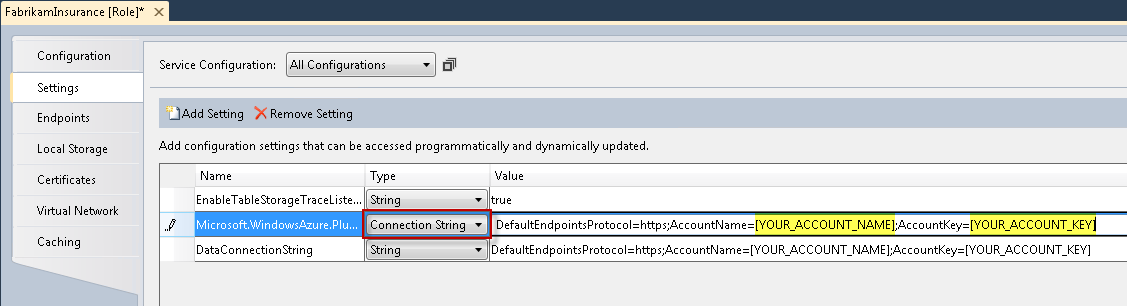 FabrikamInsurance [Role]* ×
Configuration
Settings
Endpoints
Local Storage
Certificates
Virtual Network
Caching
Service Configuration: All Configurations
Add Setting Remove Setting
Add configuration settings that can be accessed programmatically and dynamically updated.
Name Type Value
EnableTableStorageTraceListe... String true
Microsoft.WindowsAzure.Plu... Connection String DefaultEndpointsProtocol=https;AccountName=[YOUR_ACCOUNT_NAME];AccountKey=[YOUR_ACCOUNT_KEY]
DataConnectionString String DefaultEndpointsProtocol=https;AccountName=[YOUR_ACCOUNT_NAME];AccountKey=[YOUR_ACCOUNT_KEY]